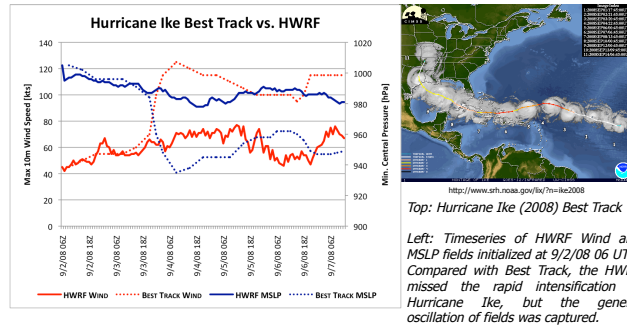 Hurricane Ike Best Track vs. HWRF
Max 10m Wind Speed [kts]
140
120
100
80
60
40
20
0
Min. Central Pressure [hPa]
1020
1000
980
960
940
920
900
9/2/08 06Z
9/2/08 18Z
9/3/08 06Z
9/3/08 18Z
9/4/08 06Z
9/4/08 18Z
9/5/08 06Z
9/5/08 18Z
9/6/08 06Z
9/6/08 18Z
9/7/08 06Z
HWRF WIND
BEST TRACK WIND
HWRF MSLP
BEST TRACK MSLP
CIMSS
http://www.srh.noaa.gov/lix/?n=ike2008
Top: Hurricane Ike (2008) Best Track
Left: Timeseries of HWRF Wind a
MSLP fields initialized at 9/2/08 06 UT
Compared with Best Track, the HW
missed the rapid intensification
Hurricane Ike, but the gene
oscillation of fields was captured.